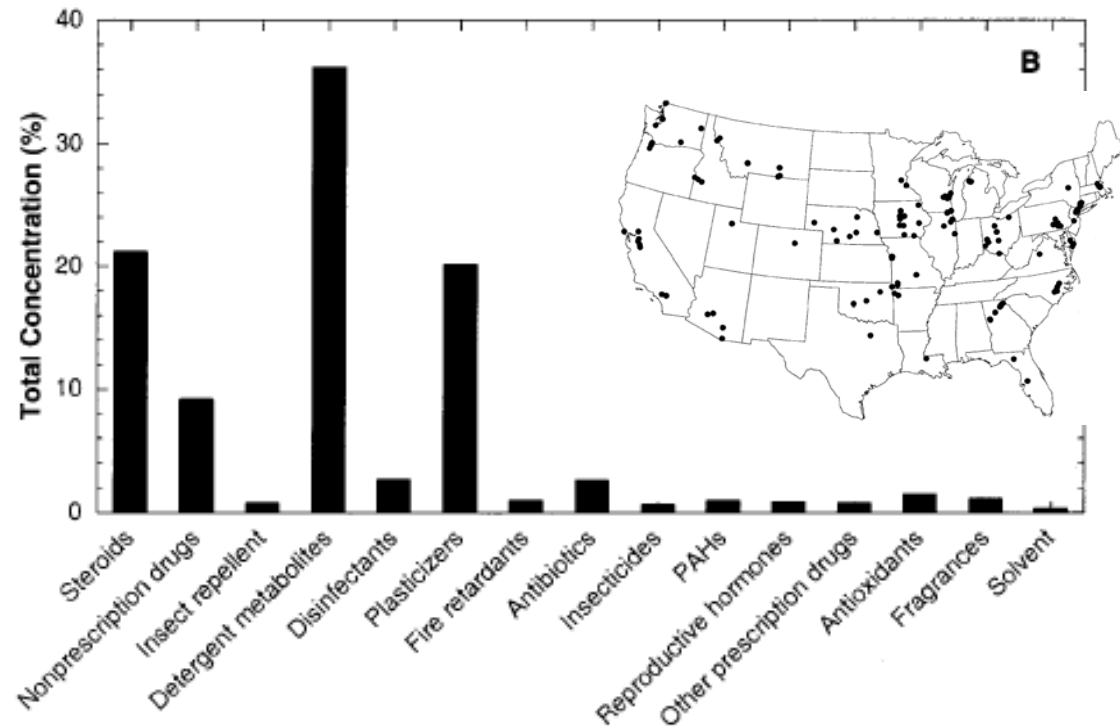 40
B
30
20
10
0
Total Concentration (%)
Steroids
Nonprescription drugs
Insect repellent
Detergent metabolites
Disinfectants
Plasticizers
Fire retardants
Antibiotics
Insecticides
PAHs
Reproductive hormones
Other prescription drugs
Antioxidants
Fragrances
Solvent